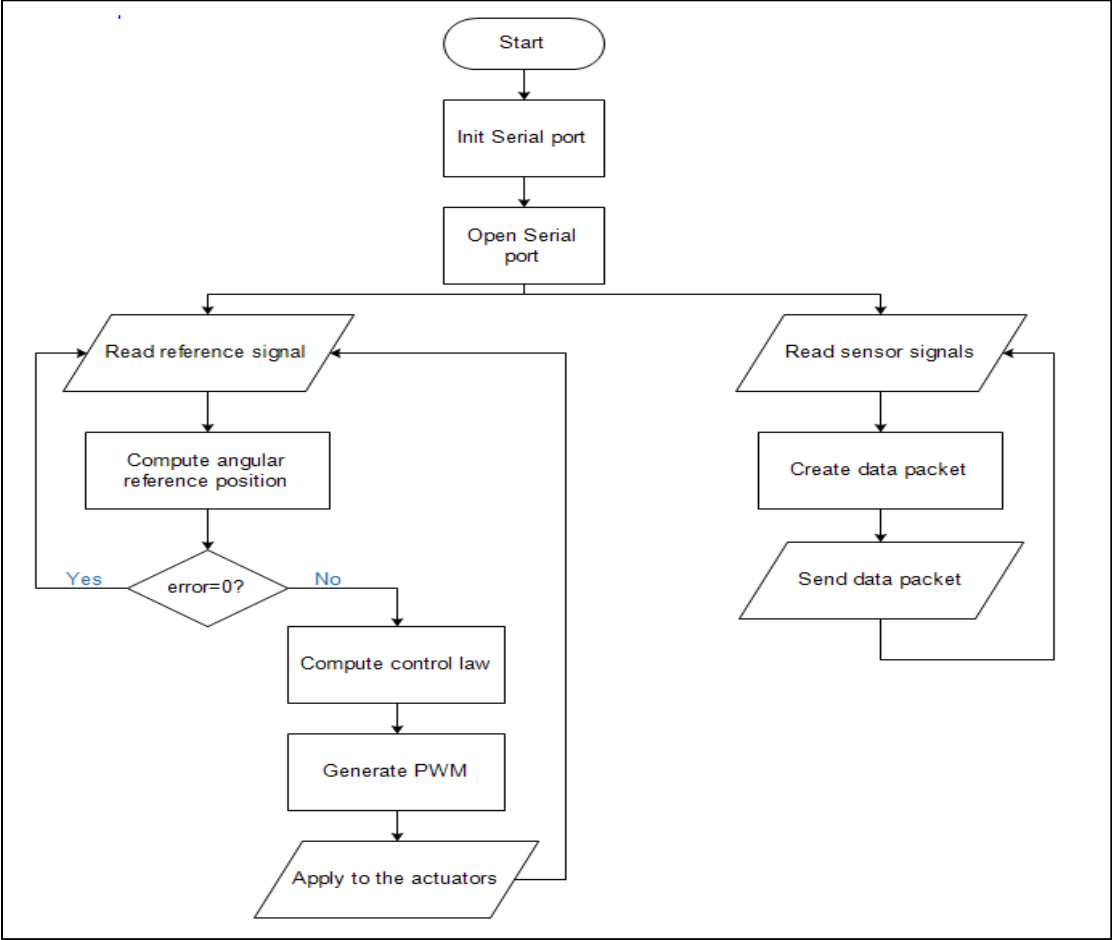 Start
Init Serial port
Open Serial
port
Read reference signal
Read sensor signals
Compute angular
reference position
Create data packet
Yes
error=0?
No
Send data packet
Compute control law
Generate PWM
Apply to the actuators